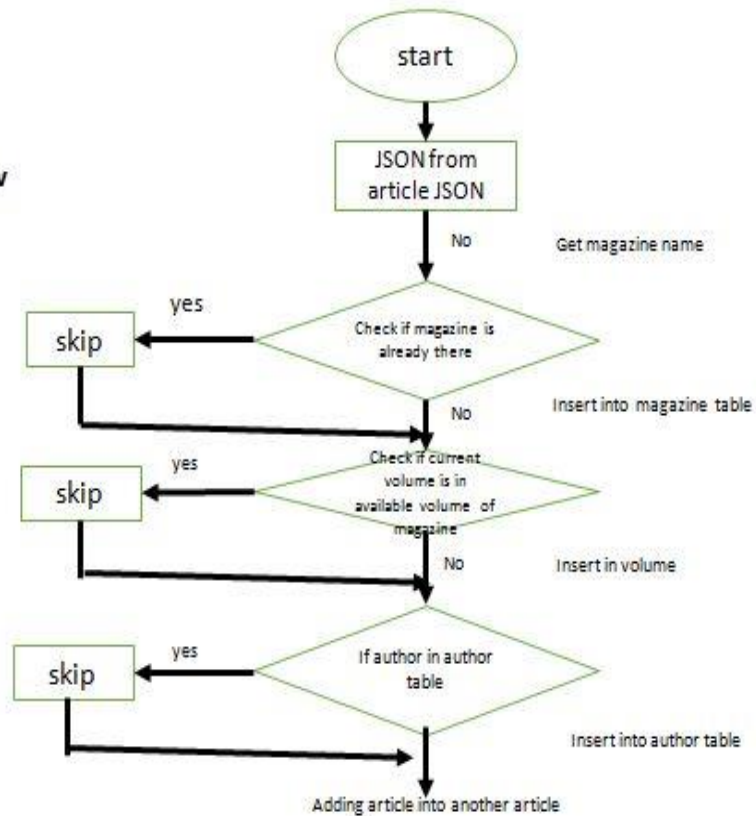 start
JSON from
article JSON
No
Get magazine name
yes
skip
Check if magazine is
already there
No
Insert into magazine table
yes
skip
Check if current
volume is in
available volume of
magazine
No
Insert in volume
yes
skip
If author in author
table
Insert into author table
Adding article into another article